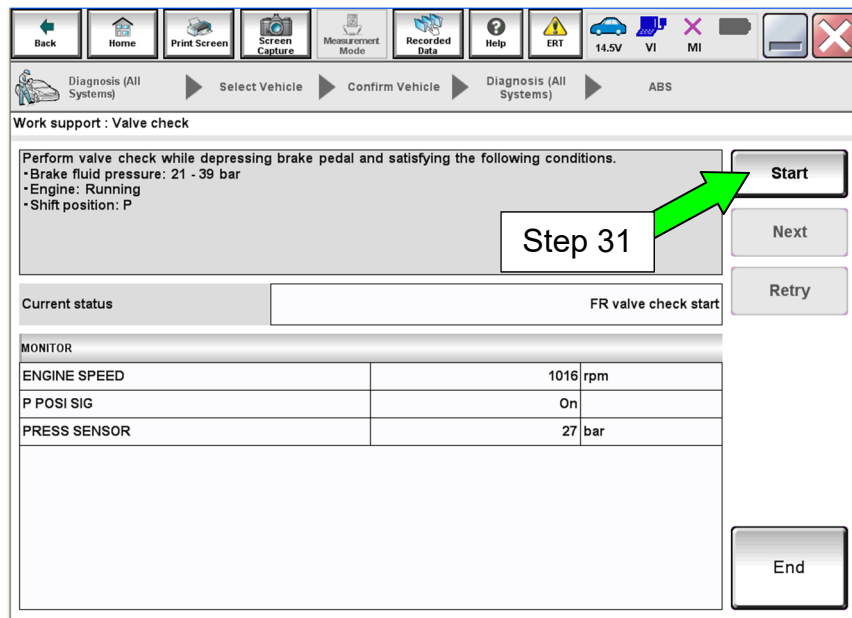 Back
Home
Print Screen
Screen
Capture
Measurement
Mode
Recorded
Data
Help
ERT
14.5V
VI
MI
Diagnosis (All
Systems)
Select Vehicle
Confirm Vehicle
Diagnosis (All
Systems)
ABS
Work support : Valve check
Perform valve check while depressing brake pedal and satisfying the following conditions.
・Brake fluid pressure: 21 - 39 bar
・Engine: Running
・Shift position: P
Start
Step 31
Next
Retry
Current status FR valve check start
MONITOR
ENGINE SPEED 1016 rpm
P POSI SIG On
PRESS SENSOR 27 bar
End